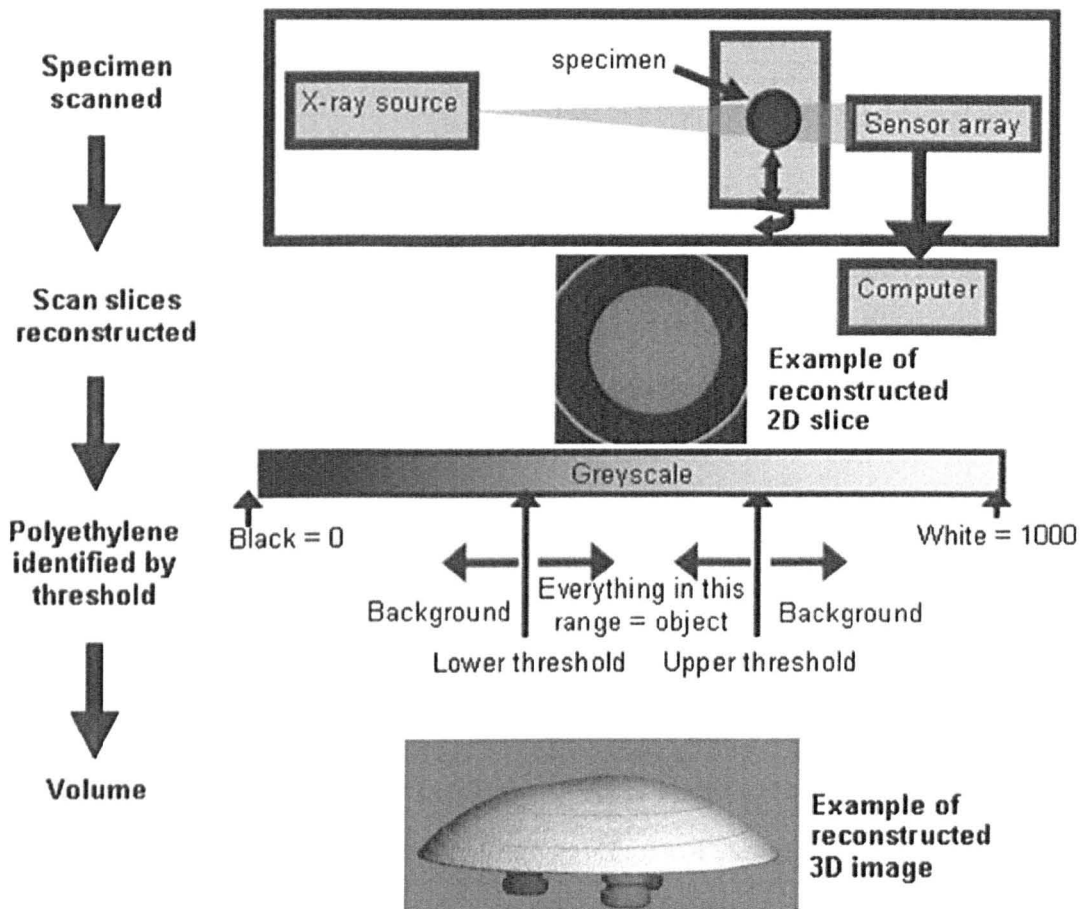 Specimen
scanned
specimen
X-ray source
Sensor array
Computer
Scan slices
reconstructed
Example of
reconstructed
2D slice
Greyscale
Black = 0
White = 1000
Polyethylene
identified by
threshold
Background
Everything in this
range = object
Background
Lower threshold
Upper threshold
Volume
Example of
reconstructed
3D image